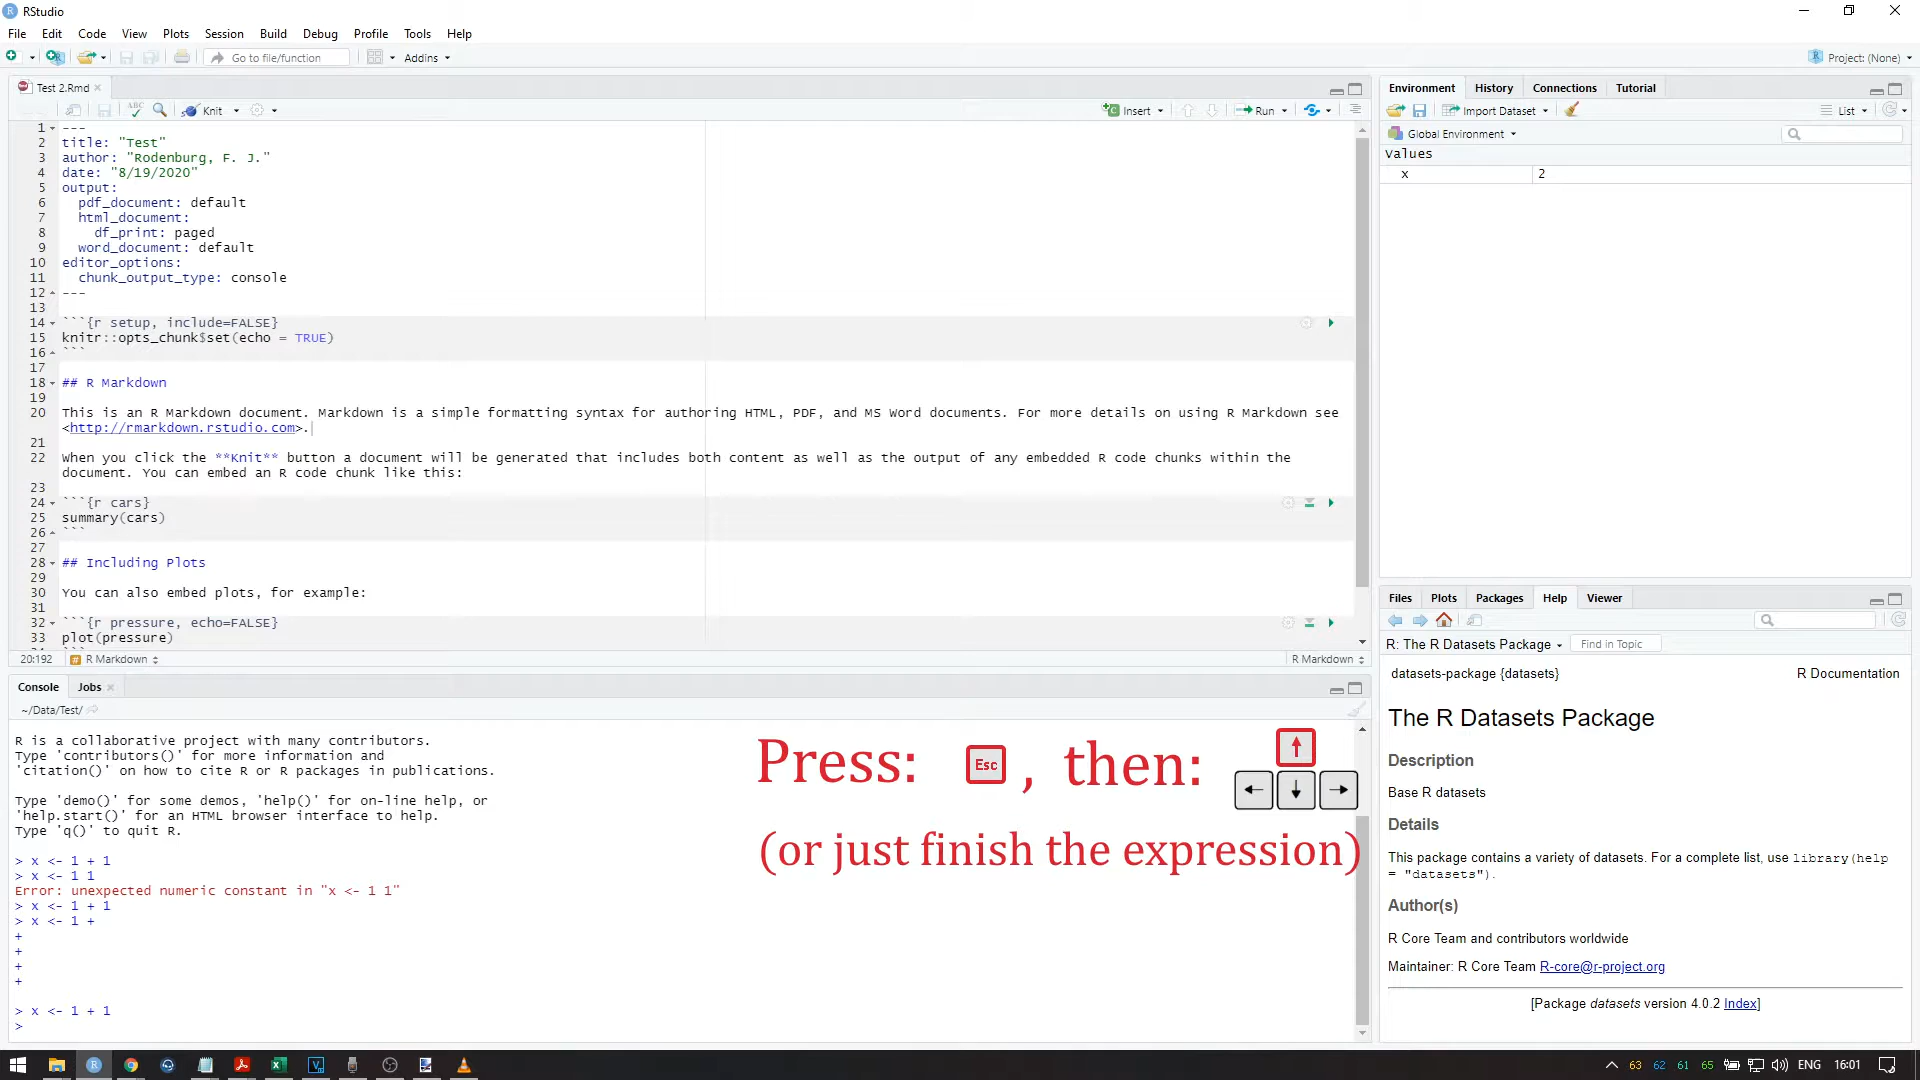 RStudio
File Edit Code View Plots Session Build Debug Profile Tools Help
Go to file/function Addins Project: (None)
Test 2.Rmd
ABC Knit Insert Run
1 ---
2 title: "Test"
3 author: "Rodenburg, F. J."
4 date: "8/19/2020"
5 output:
6 pdf_document: default
7 html_document:
8 df_print: paged
9 word_document: default
10 editor_options:
11 chunk_output_type: console
12 ---
13
14 ```{r setup, include=FALSE}
15 knitr::opts_chunk$set(echo = TRUE)
16 ```
17
18 ## R Markdown
19
20 This is an R Markdown document. Markdown is a simple formatting syntax for authoring HTML, PDF, and MS Word documents. For more details on using R Markdown see
<http://rmarkdown.rstudio.com>.
21
22 When you click the **Knit** button a document will be generated that includes both content as well as the output of any embedded R code chunks within the
document. You can embed an R code chunk like this:
23
24 ```{r cars}
25 summary(cars)
26 ```
27
28 ## Including Plots
29
30 You can also embed plots, for example:
31
32 ```{r pressure, echo=FALSE}
33 plot(pressure)
20:192 # R Markdown R Markdown
Console Jobs
~/Data/Test/
R is a collaborative project with many contributors.
Type 'contributors()' for more information and
'citation()' on how to cite R or R packages in publications.
Type 'demo()' for some demos, 'help()' for on-line help, or
'help.start()' for an HTML browser interface to help.
Type 'q()' to quit R.
> x <- 1 + 1
> x <- 1 1
Error: unexpected numeric constant in "x <- 1 1"
> x <- 1 + 1
> x <- 1 +
+
+
+
+
> x <- 1 + 1
>
Press: Esc , then: ↑
← ↓ →
(or just finish the expression)
Environment History Connections Tutorial
Import Dataset List
Global Environment
Values
x 2
Files Plots Packages Help Viewer
R: The R Datasets Package Find in Topic
datasets-package {datasets} R Documentation
The R Datasets Package
Description
Base R datasets
Details
This package contains a variety of datasets. For a complete list, use library(help
= "datasets").
Author(s)
R Core Team and contributors worldwide
Maintainer: R Core Team R-core@r-project.org
[Package datasets version 4.0.2 Index]
63 62 61 65 ENG 16:01